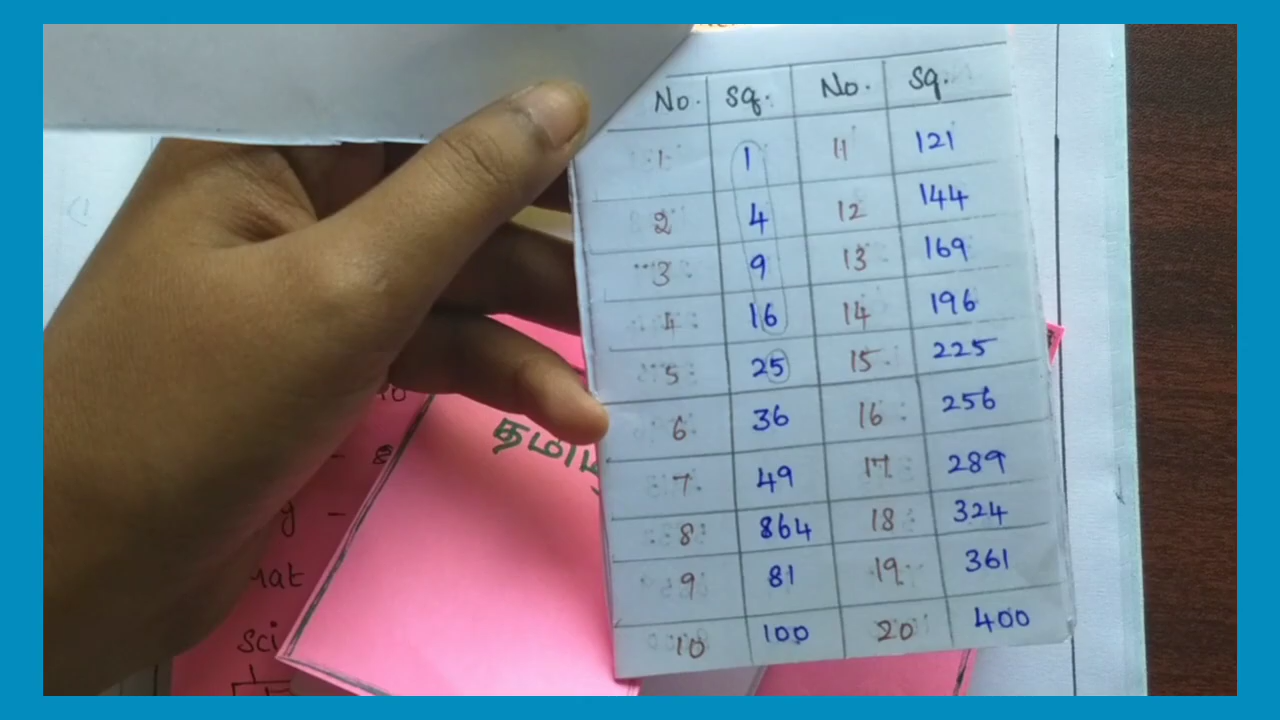 No. Sq. No. Sq.
1 1 11 121
2 4 12 144
3 9 13 169
4 16 14 196
5 25 15 225
6 36 16 256
7 49 17 289
8 864 18 324
9 81 19 361
10 100 20 400
sci